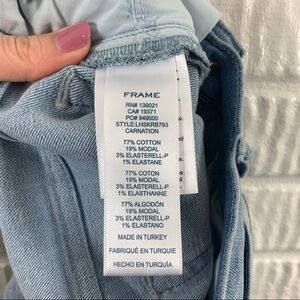 FRAME
RN# 139021
CA# 19371
PO# 949500
STYLE:LHSKRB793
CARNATION
77% COTTON
19% MODAL
3% ELASTERELL-P
1% ELASTANE
77% COTON
19% MODAL
3% ELASTERELL-P
1% ELASTHANNE
77% ALGODÓN
19% MODAL
3% ELASTERELL-P
1% ELASTANO
MADE IN TURKEY
FABRIQUÉ EN TURQUIE
HECHO EN TURQUÍA